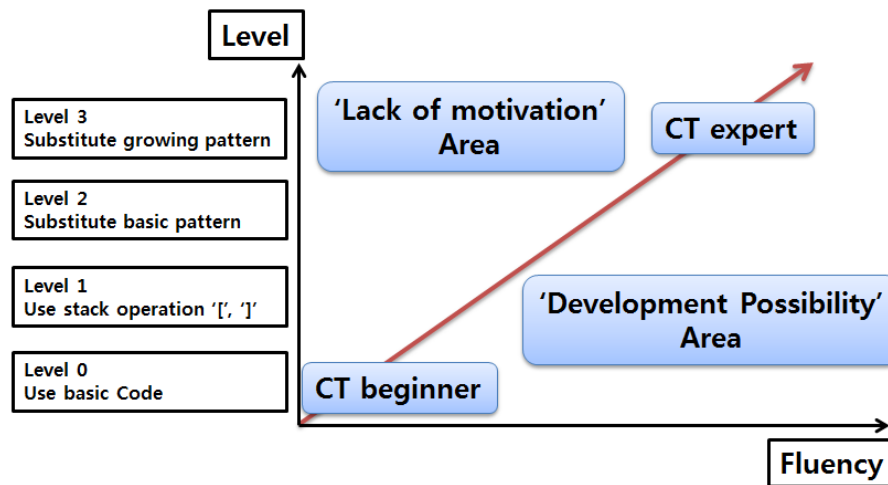 Level
Level 3
Substitute growing pattern
Level 2
Substitute basic pattern
Level 1
Use stack operation ‘[’, ‘]’
Level 0
Use basic Code
‘Lack of motivation’
Area
CT expert
‘Development Possibility’
Area
CT beginner
Fluency